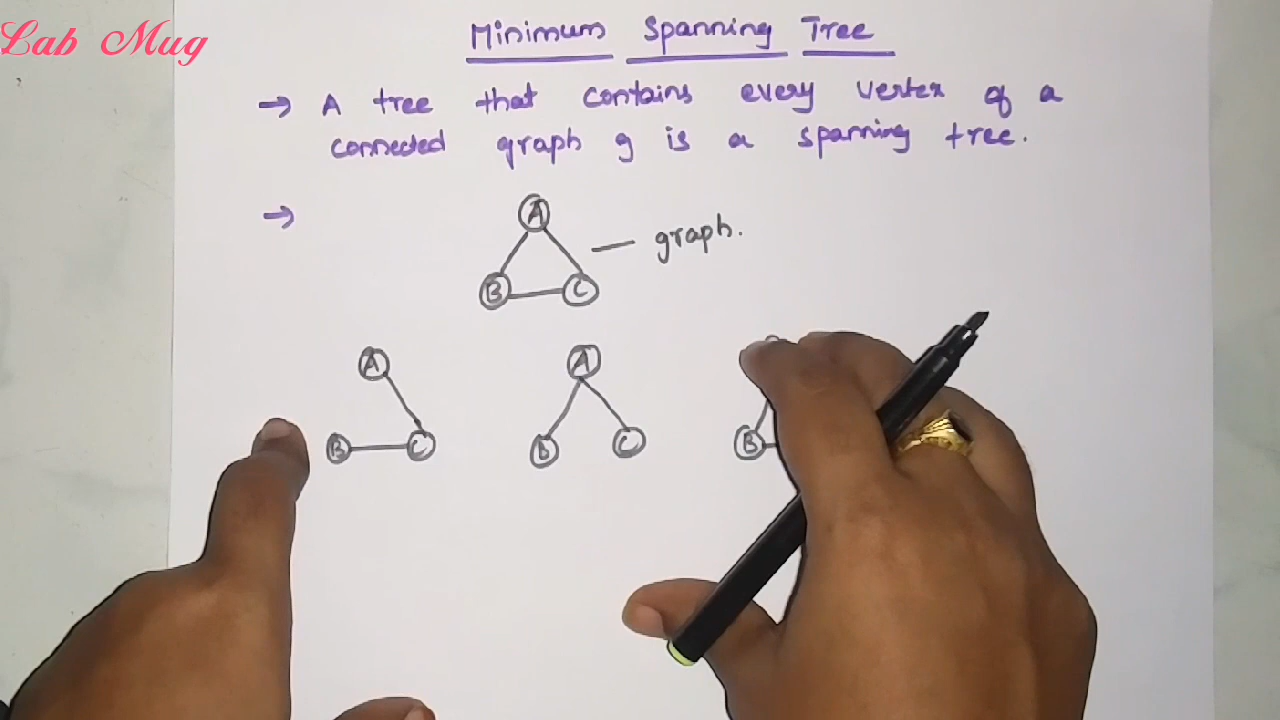 Lab Mug
Minimum Spanning Tree
→ A tree that contains every vertex of a
connected graph g is a spanning tree.
→
A
B C
— graph.
A A
B C B C B